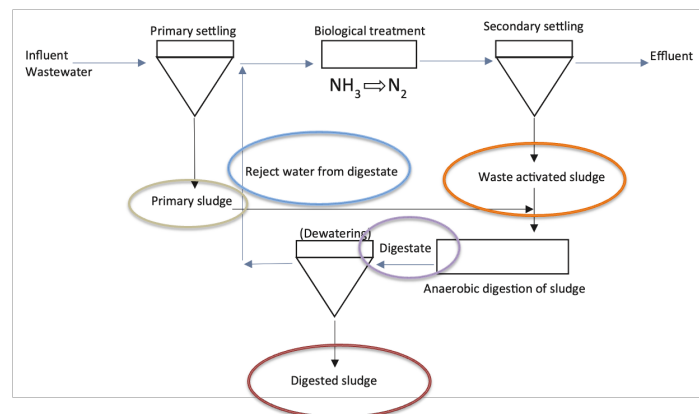 Primary settling
Biological treatment
Secondary settling
Influent
Wastewater
Effluent
NH₃⇨N₂
Reject water from digestate
Waste activated sludge
Primary sludge
(Dewatering)
Digestate
Anaerobic digestion of sludge
Digested sludge